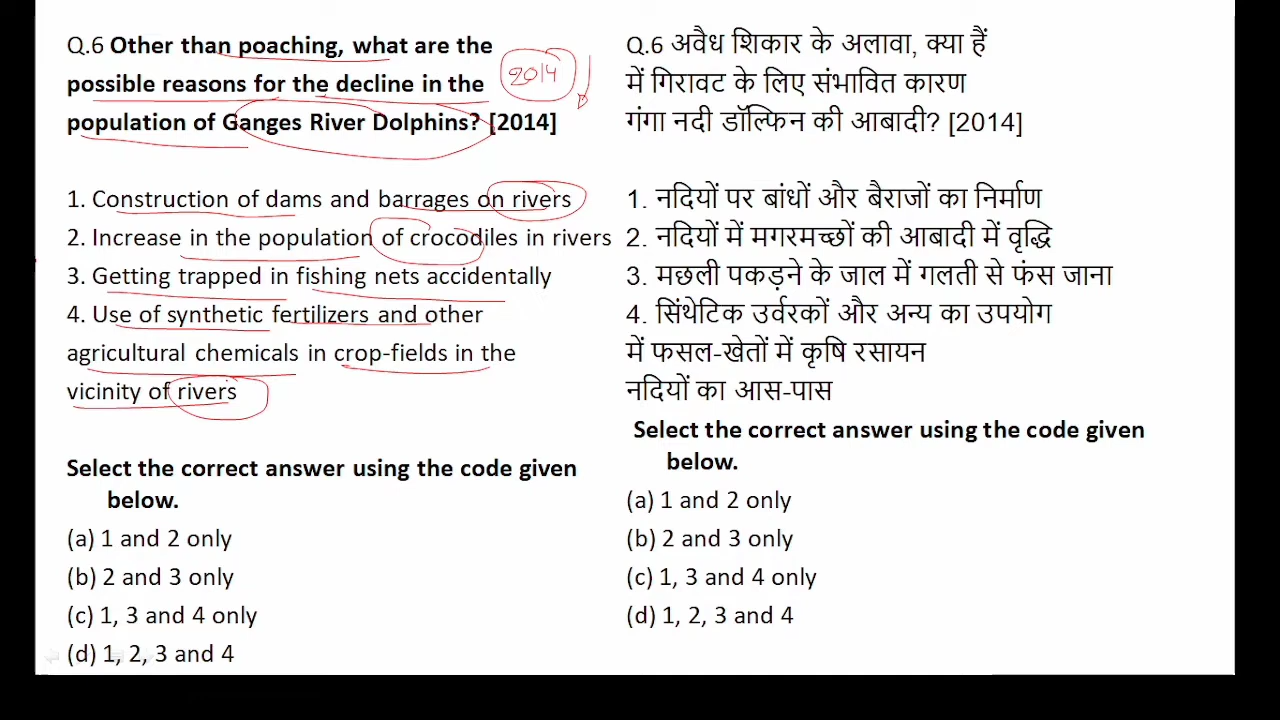 Q.6 Other than poaching, what are the
possible reasons for the decline in the
population of Ganges River Dolphins? [2014]
2014
1. Construction of dams and barrages on rivers
2. Increase in the population of crocodiles in rivers
3. Getting trapped in fishing nets accidentally
4. Use of synthetic fertilizers and other
agricultural chemicals in crop-fields in the
vicinity of rivers
Select the correct answer using the code given
below.
(a) 1 and 2 only
(b) 2 and 3 only
(c) 1, 3 and 4 only
(d) 1, 2, 3 and 4
Q.6 अवैध शिकार के अलावा, क्या हैं
में गिरावट के लिए संभावित कारण
गंगा नदी डॉल्फिन की आबादी? [2014]
1. नदियों पर बांधों और बैराजों का निर्माण
2. नदियों में मगरमच्छों की आबादी में वृद्धि
3. मछली पकड़ने के जाल में गलती से फंस जाना
4. सिंथेटिक उर्वरकों और अन्य का उपयोग
में फसल-खेतों में कृषि रसायन
नदियों का आस-पास
Select the correct answer using the code given
below.
(a) 1 and 2 only
(b) 2 and 3 only
(c) 1, 3 and 4 only
(d) 1, 2, 3 and 4